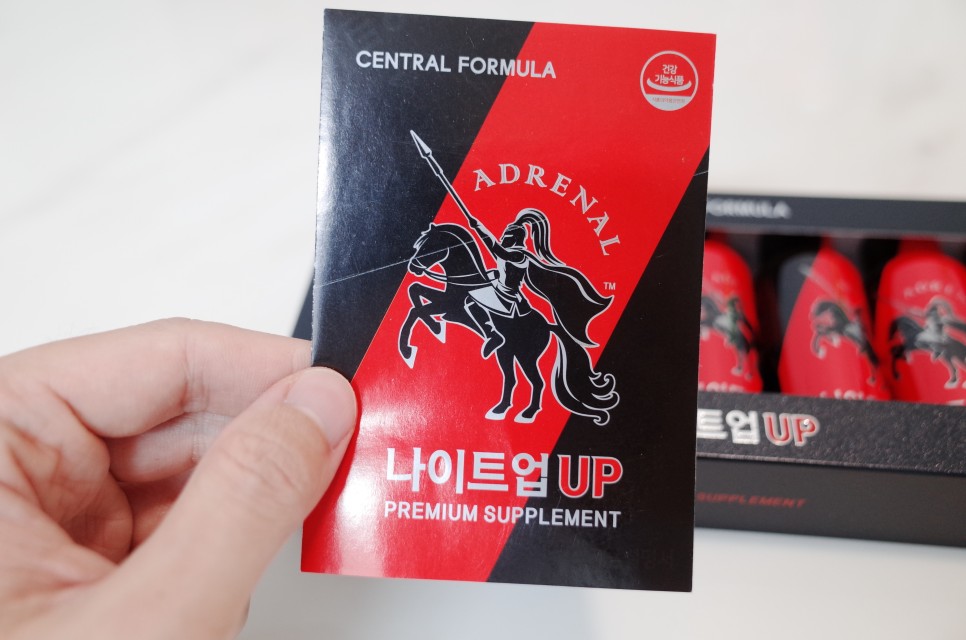 CENTRAL FORMULA
건강
기능식품
ADRENAL
TM
나이트업 UP
PREMIUM SUPPLEMENT
FORMULA
트업 UP
SUPPLEMENT